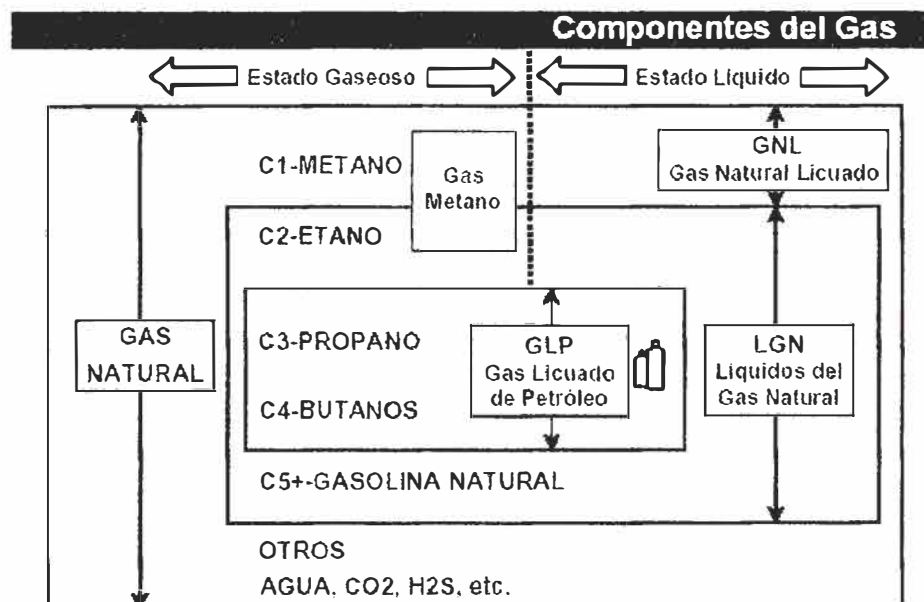 Componentes del Gas
Estado Gaseoso
Estado Líquido
C1-METANO
Gas
Metano
GNL
Gas Natural Licuado
C2-ETANO
GAS
NATURAL
C3-PROPANO
C4-BUTANOS
GLP
Gas Licuado
de Petróleo
LGN
Líquidos del
Gas Natural
C5+-GASOLINA NATURAL
OTROS
AGUA, CO2, H2S, etc.